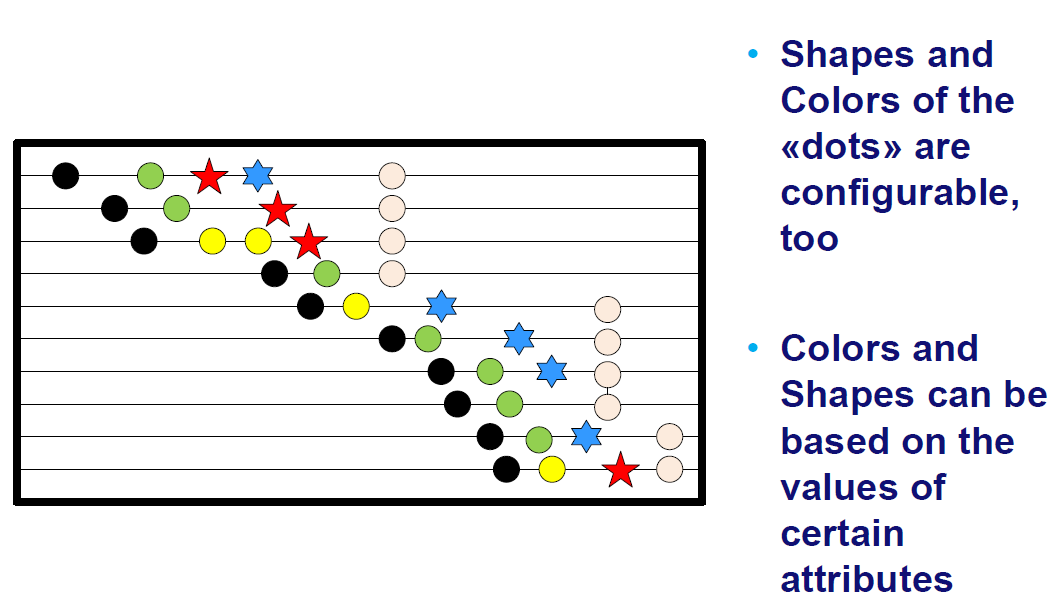 • Shapes and
Colors of the
«dots» are
configurable,
too
• Colors and
Shapes can be
based on the
values of
certain
attributes